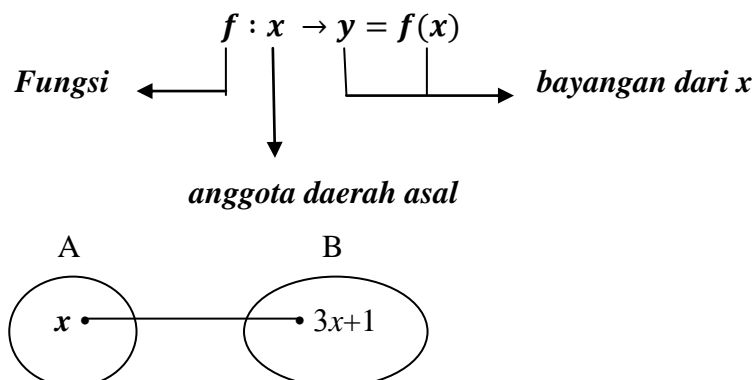 f : x → y = f(x)
Fungsi
bayangan dari x
anggota daerah asal
A B
x 3x+1